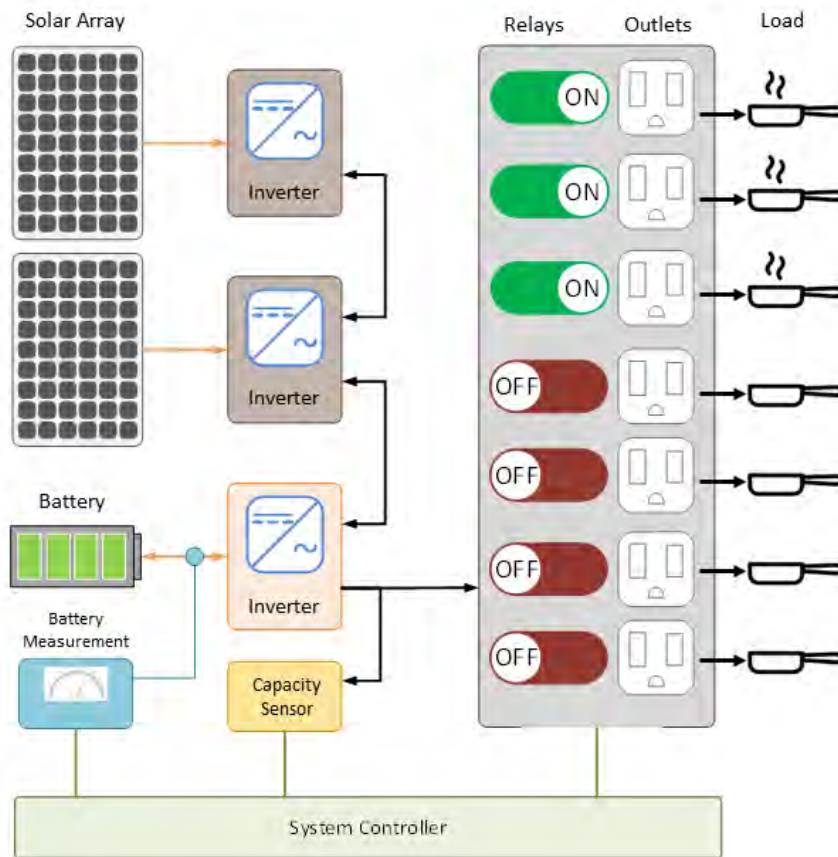 Solar Array
Relays
Outlets
Load
ON
Inverter
ON
ON
Inverter
OFF
OFF
Battery
Inverter
OFF
Battery
Measurement
OFF
Capacity
Sensor
System Controller